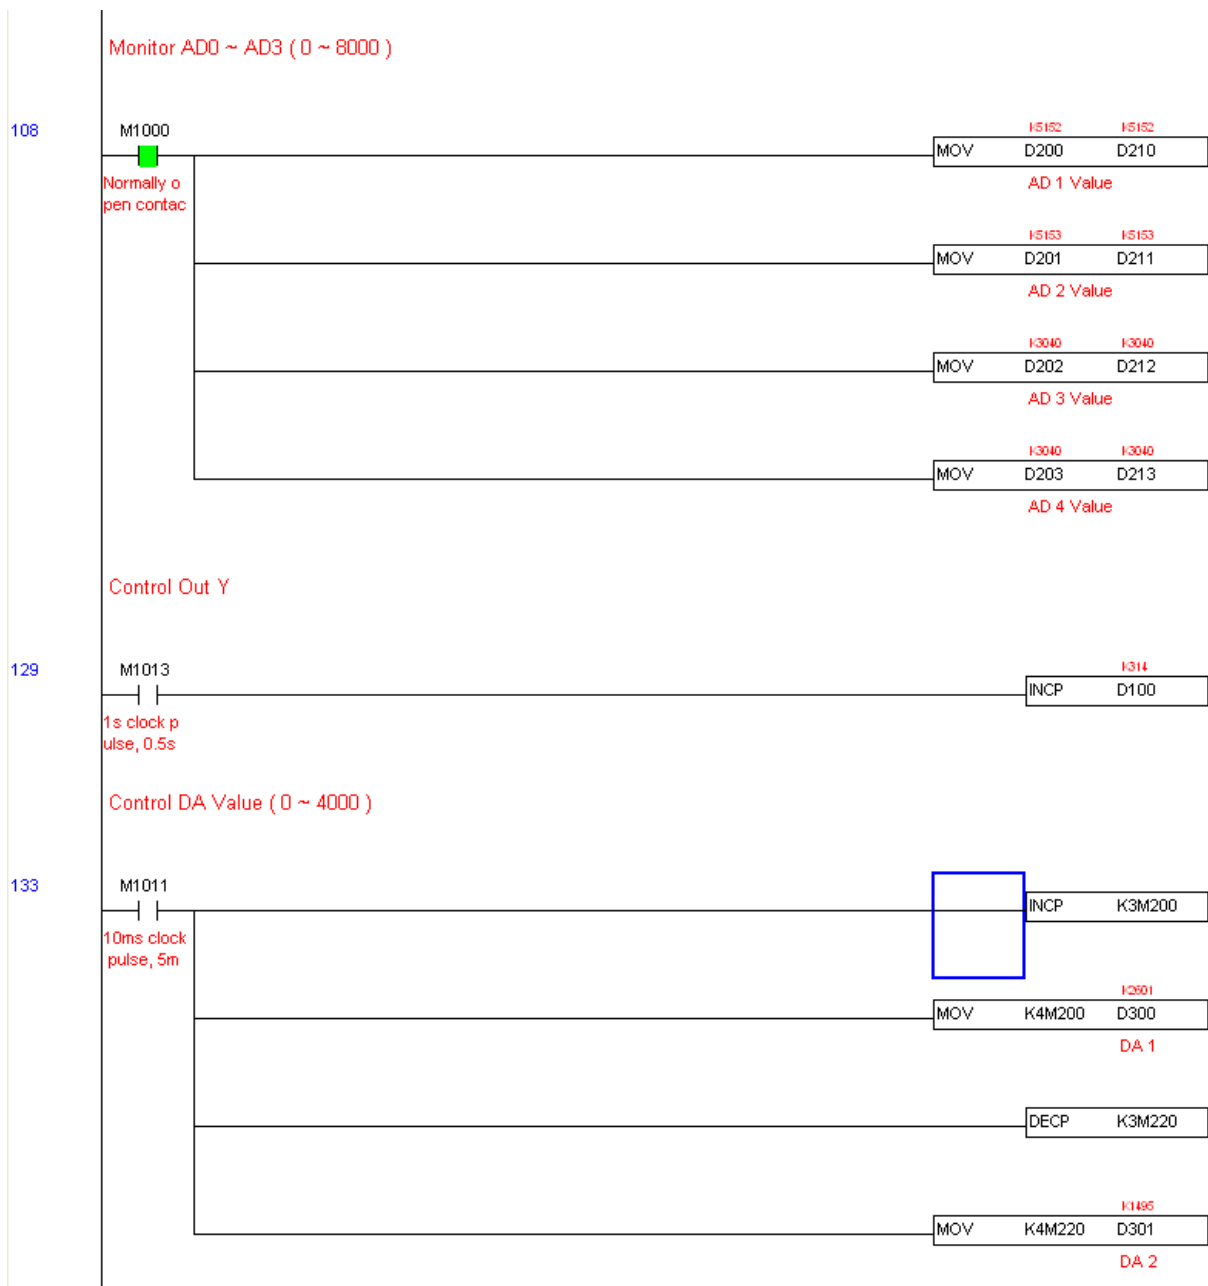 Monitor AD0 ~ AD3 ( 0 ~ 8000 )
108 M1000 K5152 K5152
MOV D200 D210
Normally o AD 1 Value
pen contac
K5153 K5153
MOV D201 D211
AD 2 Value
K3040 K3040
MOV D202 D212
AD 3 Value
K3040 K3040
MOV D203 D213
AD 4 Value
Control Out Y
129 M1013 K314
INCP D100
1s clock p
ulse, 0.5s
Control DA Value ( 0 ~ 4000 )
133 M1011
INCP K3M200
10ms clock
pulse, 5m
K2601
MOV K4M200 D300
DA 1
DECP K3M220
K1495
MOV K4M220 D301
DA 2